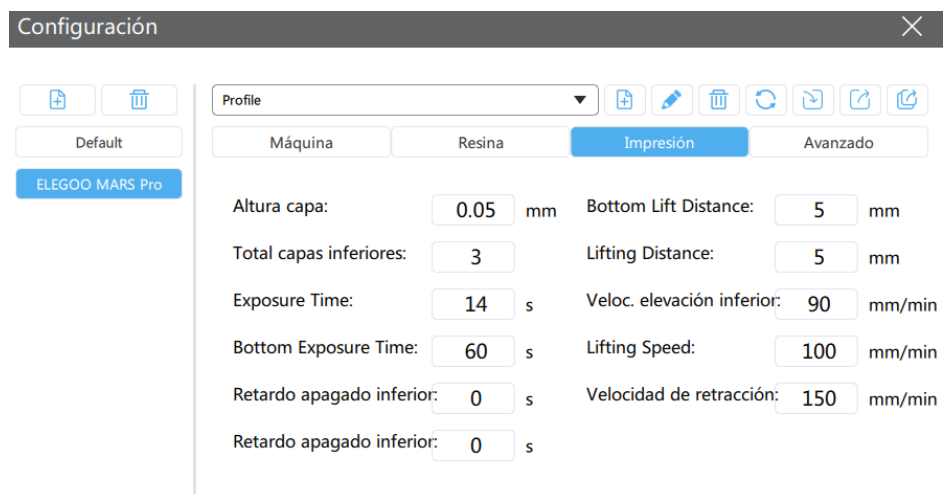 Configuración
Profile
Default
Máquina Resina Impresión Avanzado
ELEGOO MARS Pro
Altura capa: 0.05 mm Bottom Lift Distance: 5 mm
Total capas inferiores: 3 Lifting Distance: 5 mm
Exposure Time: 14 s Veloc. elevación inferior: 90 mm/min
Bottom Exposure Time: 60 s Lifting Speed: 100 mm/min
Retardo apagado inferior: 0 s Velocidad de retracción: 150 mm/min
Retardo apagado inferior: 0 s